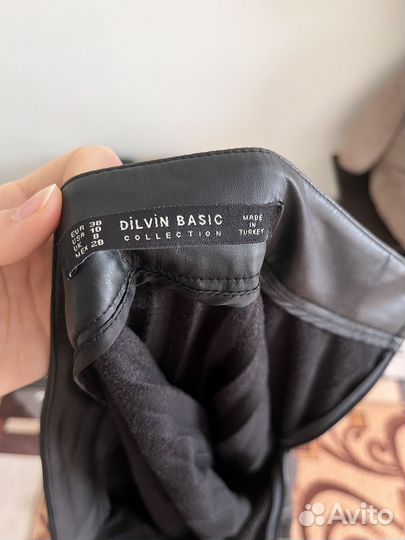 EUR 38
USA 10
UK 8
MEX 28
DİLVİN BASIC
COLLECTION
MADE
IN
TURKEY
Avito